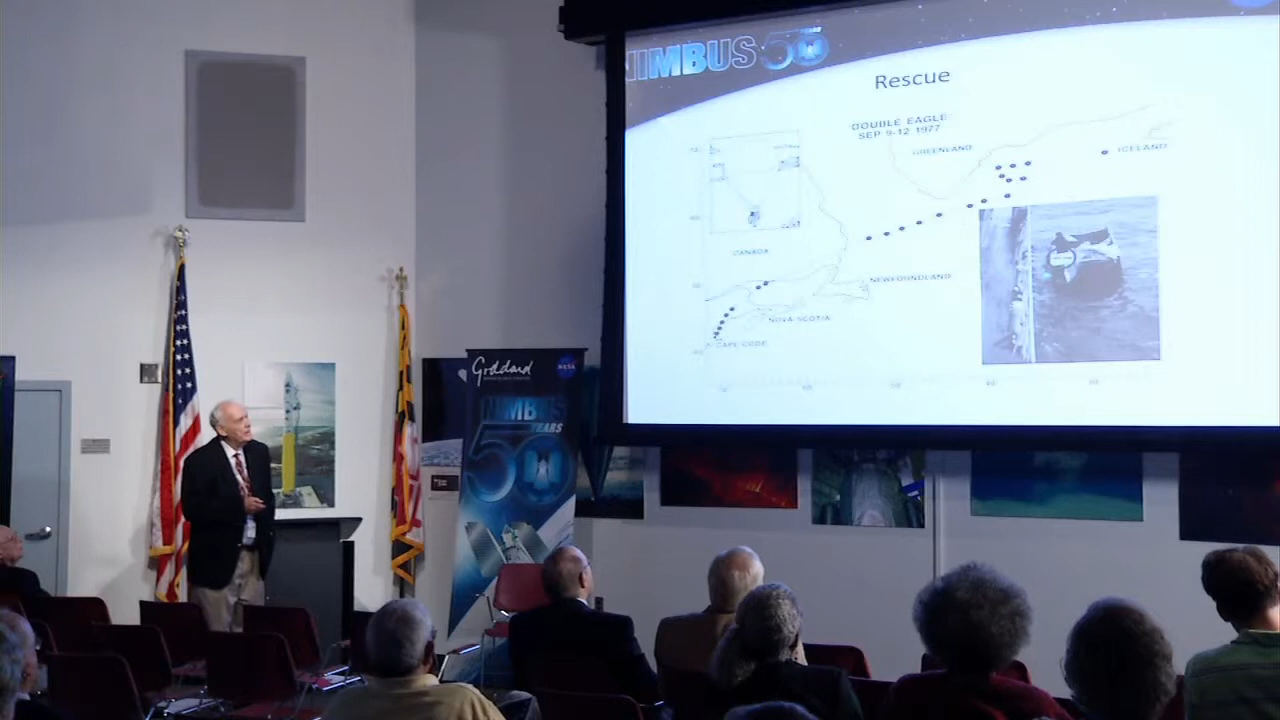 NIMBUS 50
YEARS
Rescue
DOUBLE EAGLE
SEP 9-12 1977
GREENLAND
ICELAND
CANADA
NEWFOUNDLAND
NOVA SCOTIA
CAPE CODE
Goddard
NASA
NIMBUS
YEARS
50